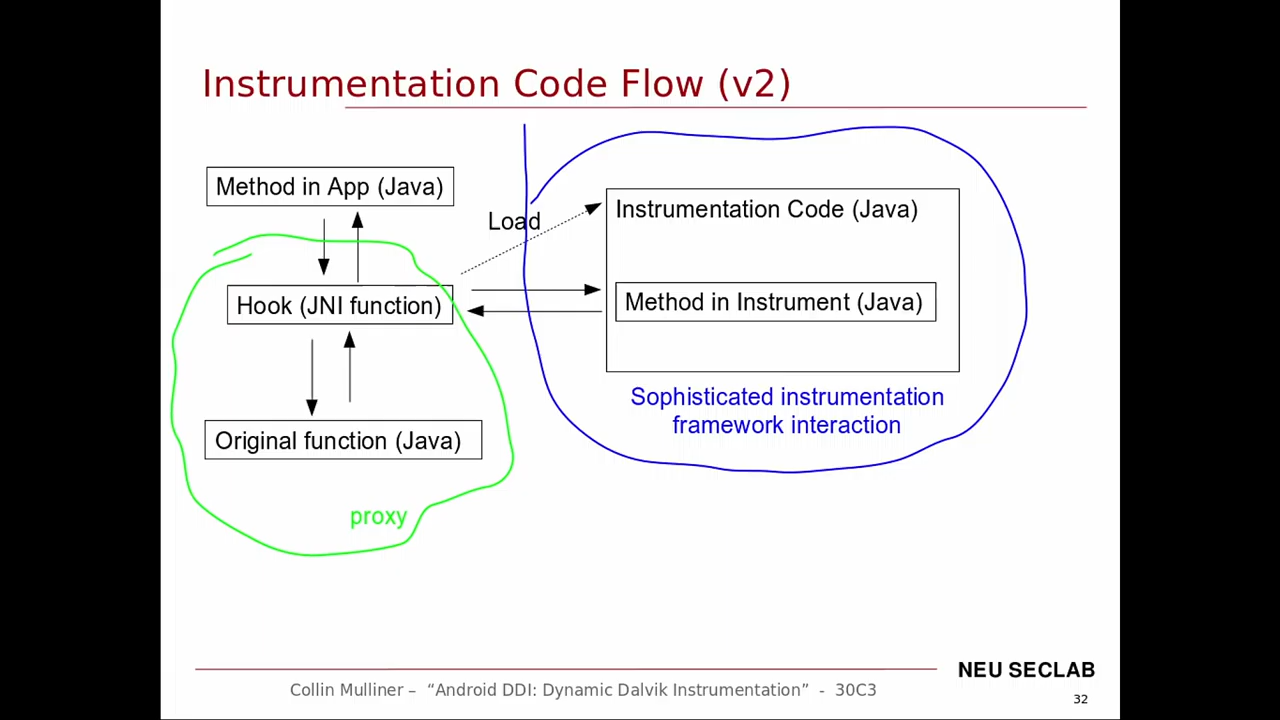 Instrumentation Code Flow (v2)
Method in App (Java)
Load
Instrumentation Code (Java)
Hook (JNI function)
Method in Instrument (Java)
Sophisticated instrumentation
framework interaction
Original function (Java)
proxy
NEU SECLAB
Collin Mulliner – “Android DDI: Dynamic Dalvik Instrumentation” - 30C3
32